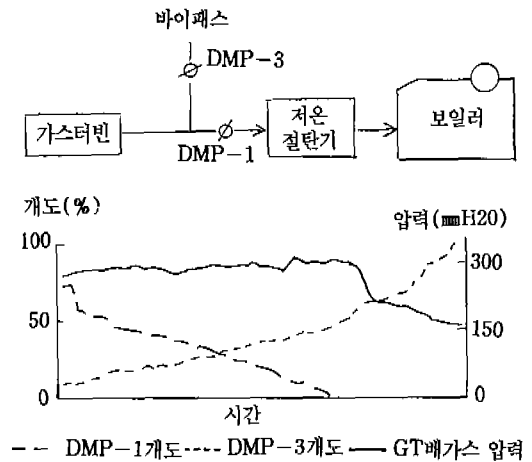 바이패스
DMP-3
가스터빈
DMP-1
저온
절탄기
보일러
개도(%)
압력(㎜H20)
100
50
0
300
150
0
시간
DMP-1개도
DMP-3개도
GT배가스 압력